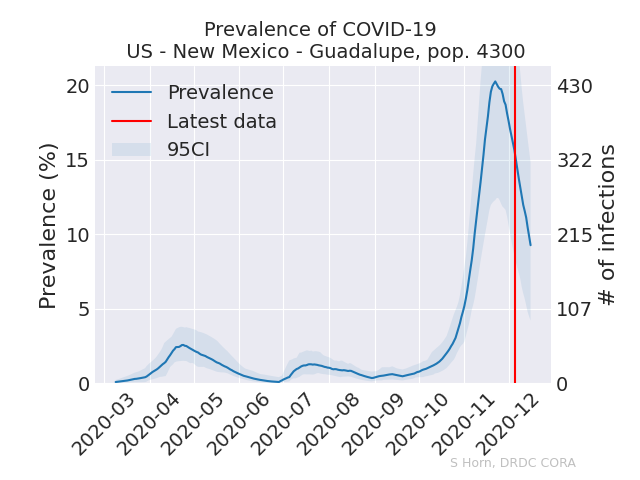 Prevalence of COVID-19
US - New Mexico - Guadalupe, pop. 4300
Prevalence
Latest data
95CI
Prevalence (%)
20
15
10
5
0
430
322
215
107
0
# of infections
2020-03
2020-04
2020-05
2020-06
2020-07
2020-08
2020-09
2020-10
2020-11
2020-12
S Horn, DRDC CORA